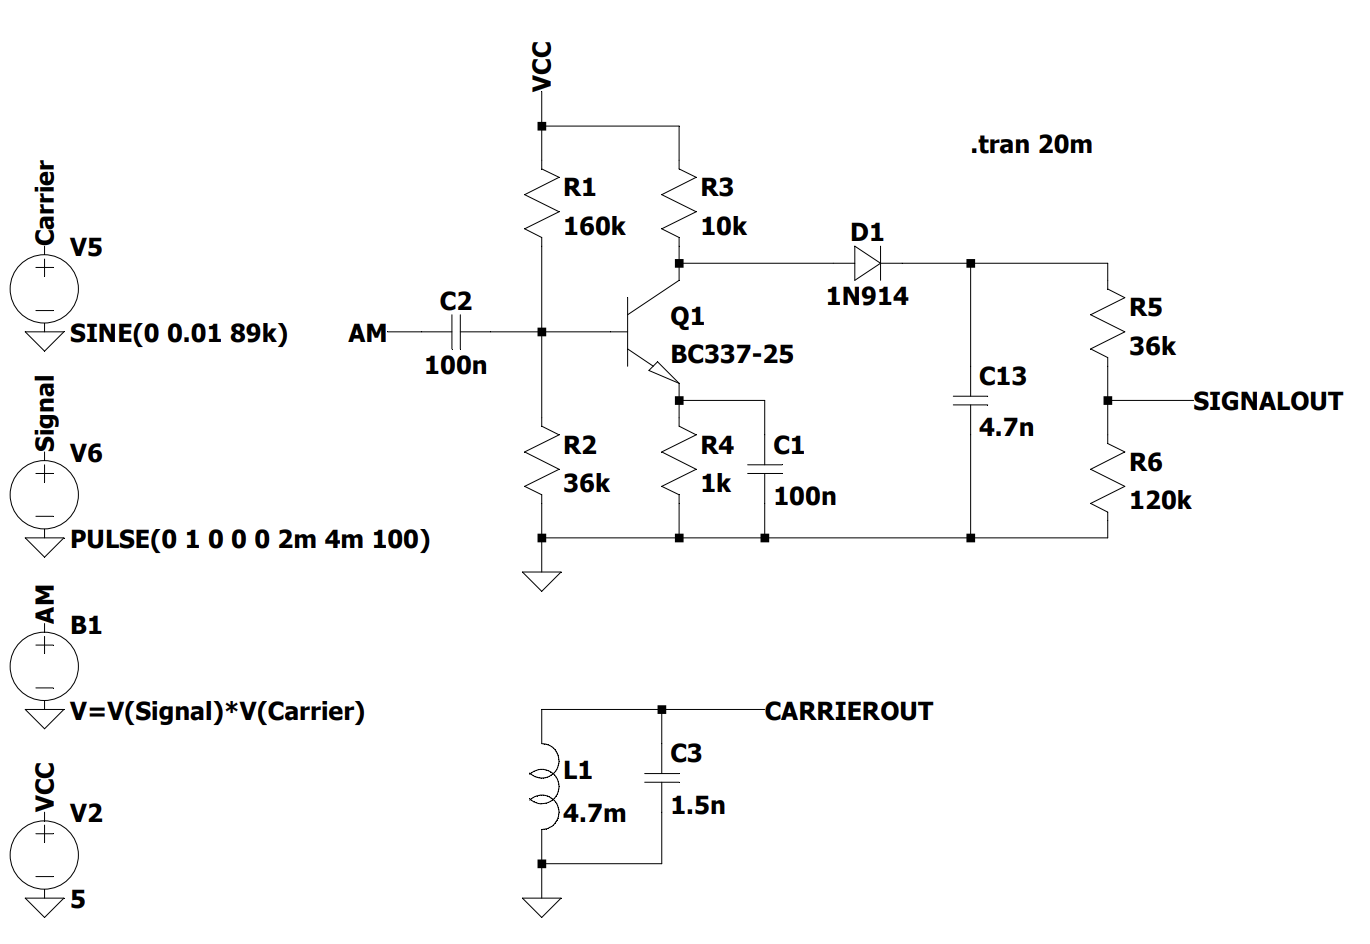 VCC
.tran 20m
Carrier
V5
SINE(0 0.01 89k)
R1
160k
R3
10k
D1
1N914
C2
100n
AM
Q1
BC337-25
R5
36k
SIGNALOUT
C13
4.7n
R6
120k
Signal
V6
PULSE(0 1 0 0 0 2m 4m 100)
R2
36k
R4
1k
C1
100n
AM
B1
V=V(Signal)*V(Carrier)
CARRIEROUT
L1
4.7m
C3
1.5n
VCC
V2
5